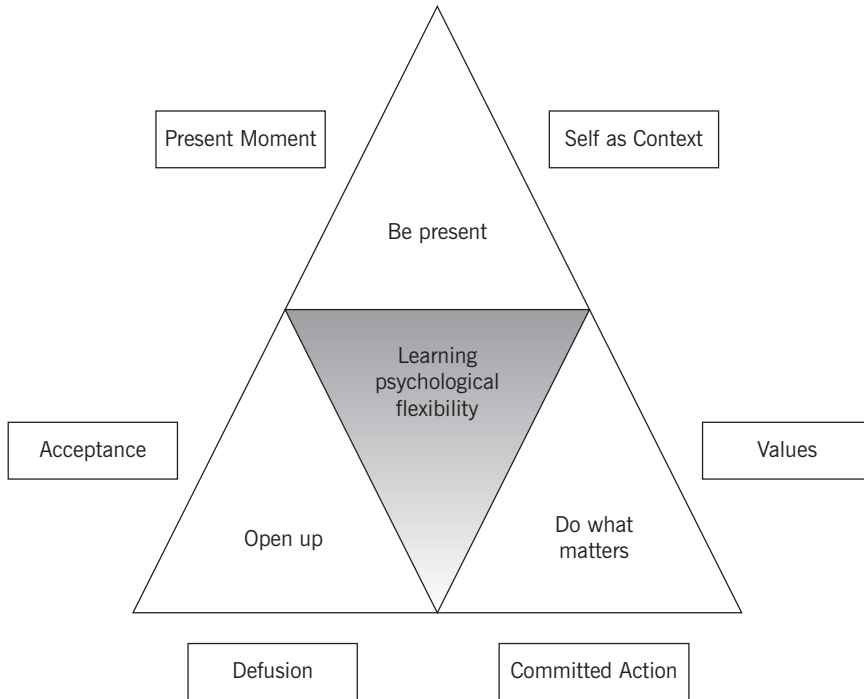 Present Moment
Self as Context
Be present
Learning
psychological
flexibility
Acceptance
Values
Open up
Do what
matters
Defusion
Committed Action